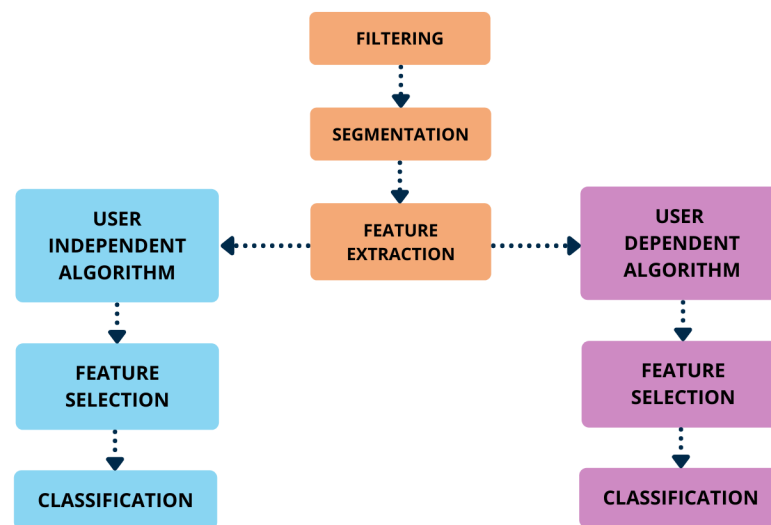 FILTERING
SEGMENTATION
FEATURE
EXTRACTION
USER
INDEPENDENT
ALGORITHM
FEATURE
SELECTION
CLASSIFICATION
USER
DEPENDENT
ALGORITHM
FEATURE
SELECTION
CLASSIFICATION